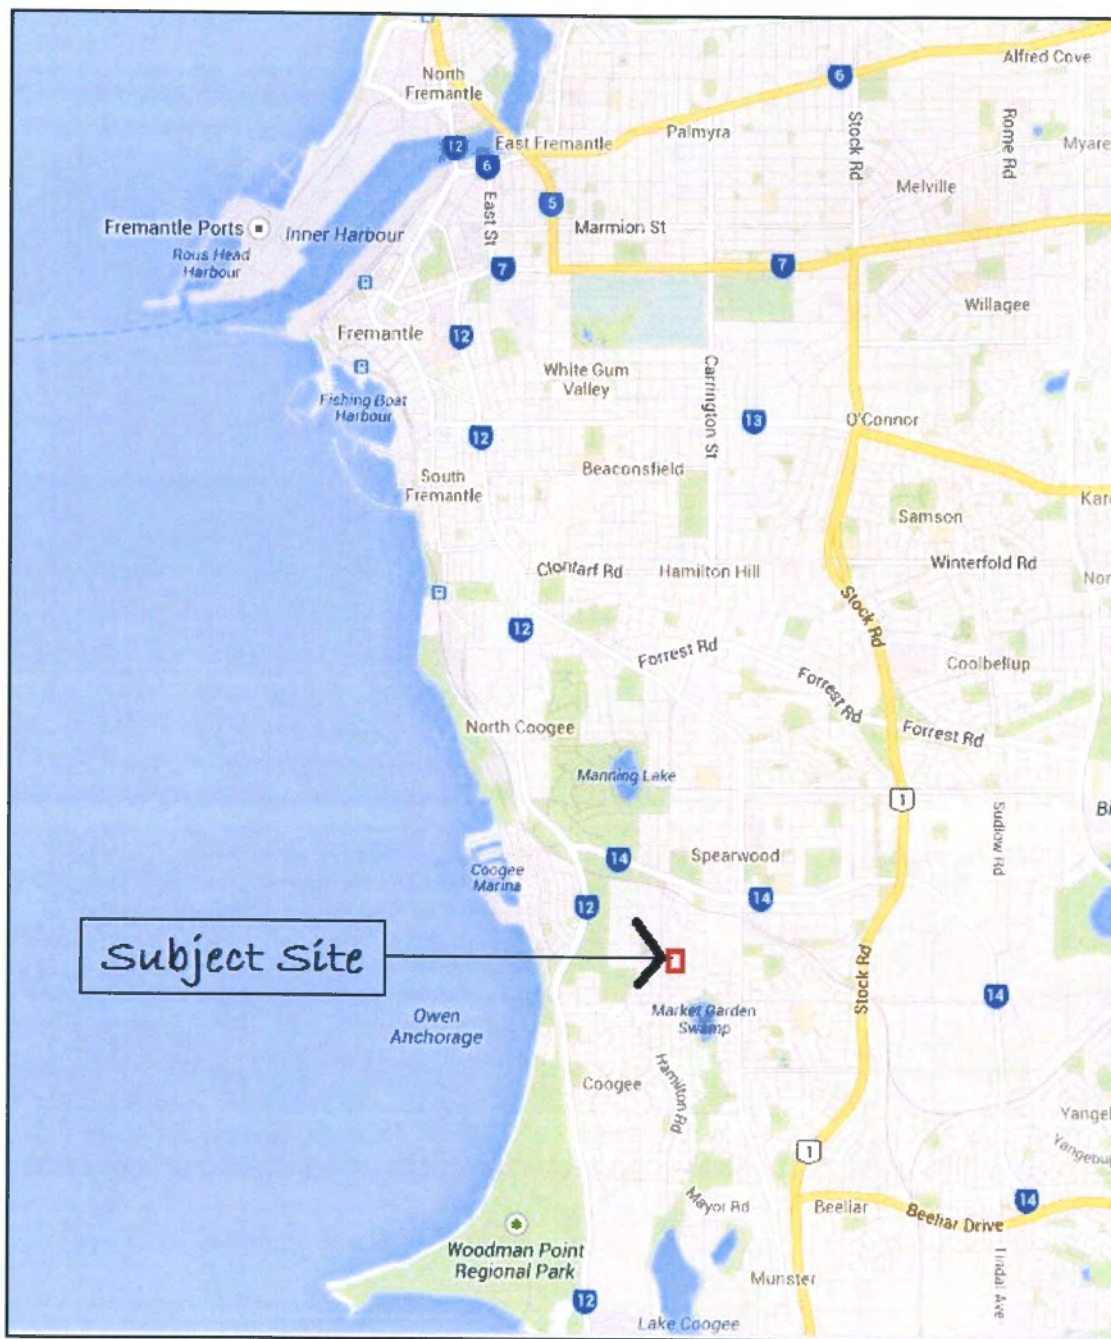 Alfred Cove
North
Fremantle
6
Palmyra
Stock Rd
Rome Rd
12
East Fremantle
6
Melville
5
East St
Fremantle Ports
Inner Harbour
Marmion St
Rous Head
Harbour
7
7
Willagee
Fremantle
12
White Gum
Valley
Carrington St
Fishing Boat
Harbour
13
O'Connor
12
Beaconsfield
South
Fremantle
Samson
Winterfold Rd
Clontarf Rd
Hamilton Hill
Stock Rd
12
Forrest Rd
Coolbellup
Forrest Rd
North Coogee
Forrest Rd
Manning Lake
1
Sudlow Rd
14
Spearwood
Coogee
Marina
14
12
Subject Site
Stock Rd
14
Market Garden
Swamp
Owen
Anchorage
Hamilton Rd
Coogee
1
Mayor Rd
Beeliar
Beeliar Drive
14
Woodman Point
Regional Park
Munster
12
Lake Coogee